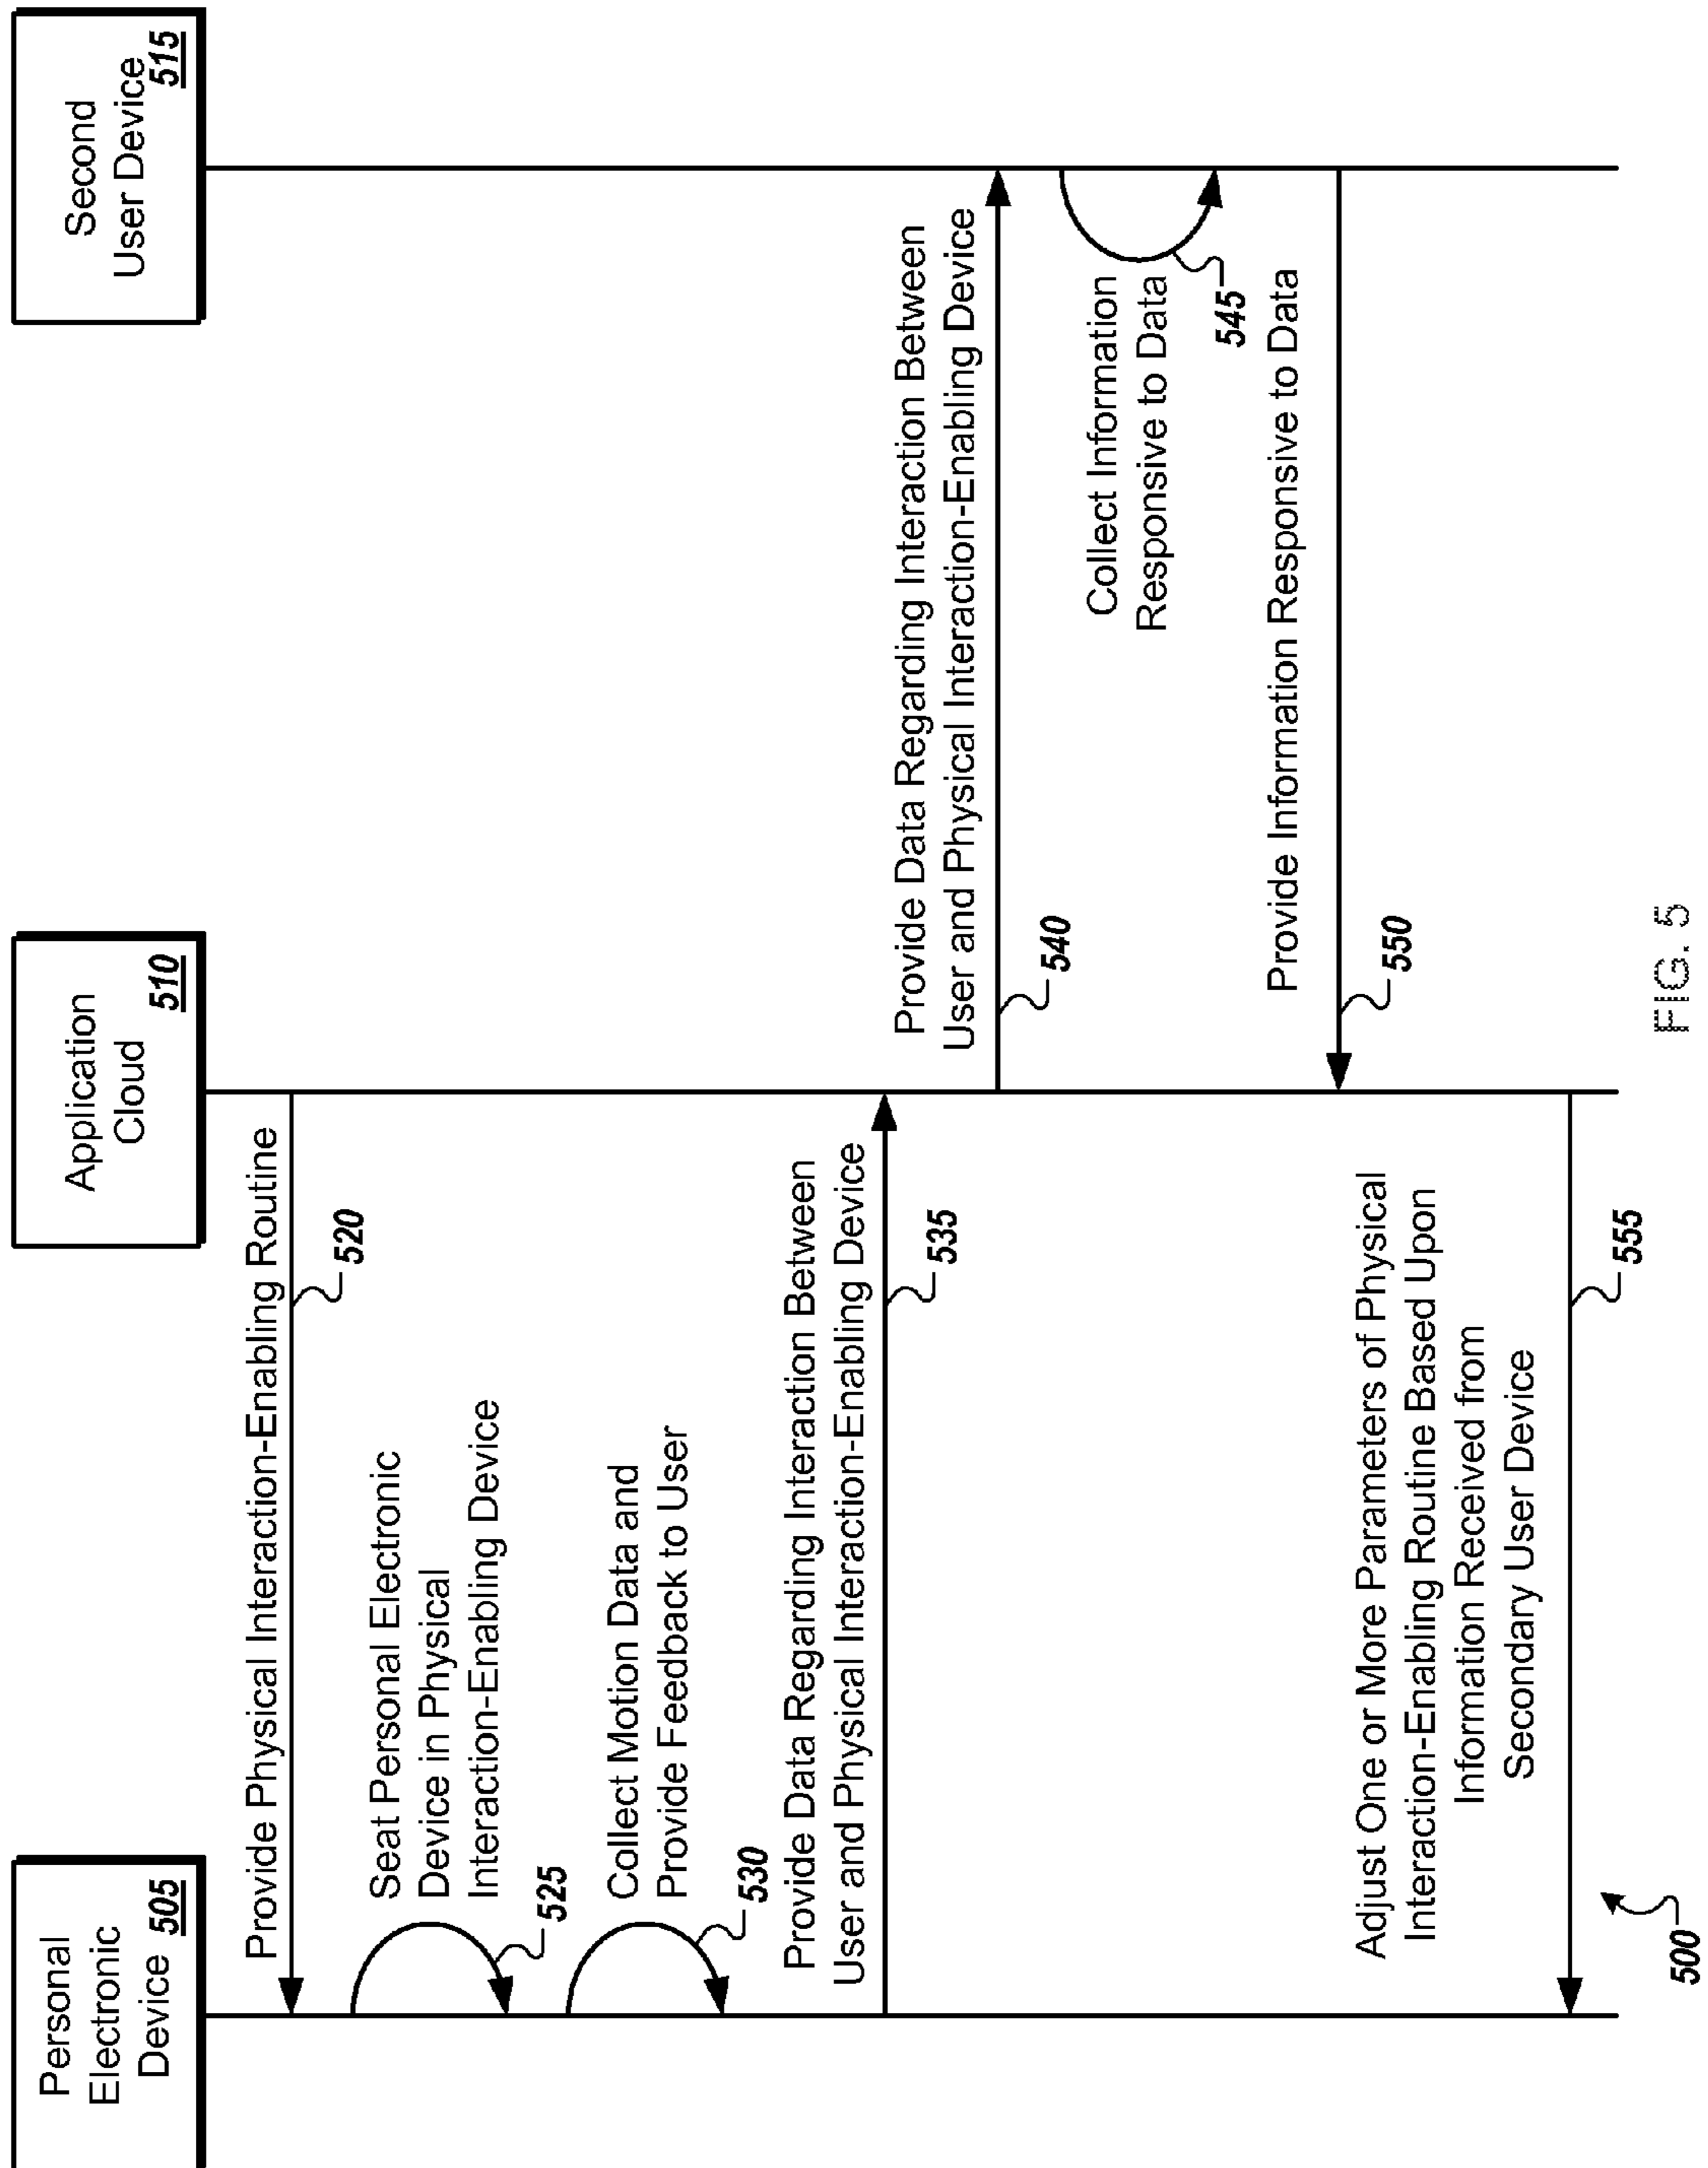 Personal
Electronic
Device 505
Application
Cloud
510
Second
User Device
515
Provide Physical Interaction-Enabling Routine
520
Seat Personal Electronic
Device in Physical
Interaction-Enabling Device
525
Collect Motion Data and
Provide Feedback to User
530
Provide Data Regarding Interaction Between
User and Physical Interaction-Enabling Device
535
Provide Data Regarding Interaction Between
User and Physical Interaction-Enabling Device
540
Collect Information
Responsive to Data
545
Provide Information Responsive to Data
550
Adjust One or More Parameters of Physical
Interaction-Enabling Routine Based Upon
Information Received from
Secondary User Device
555
500
FIG. 5